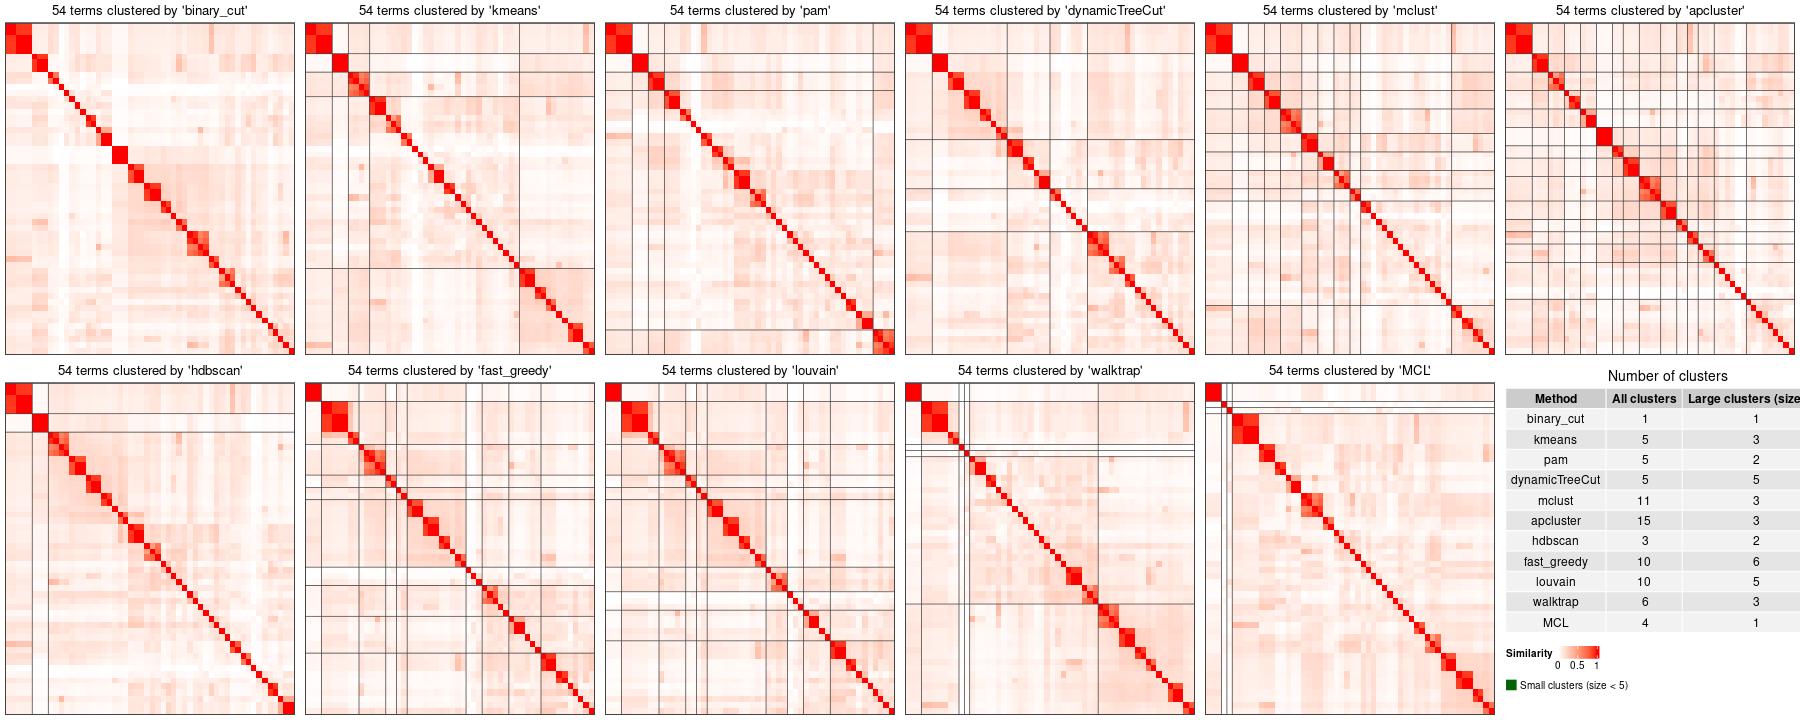 54 terms clustered by 'binary_cut'
54 terms clustered by 'kmeans'
54 terms clustered by 'pam'
54 terms clustered by 'dynamicTreeCut'
54 terms clustered by 'mclust'
54 terms clustered by 'apcluster'
54 terms clustered by 'hdbscan'
54 terms clustered by 'fast_greedy'
54 terms clustered by 'louvain'
54 terms clustered by 'walktrap'
54 terms clustered by 'MCL'
Number of clusters
Method All clusters Large clusters (size
binary_cut 1 1
kmeans 5 3
pam 5 2
dynamicTreeCut 5 5
mclust 11 3
apcluster 15 3
hdbscan 3 2
fast_greedy 10 6
louvain 10 5
walktrap 6 3
MCL 4 1
Similarity
0 0.5 1
Small clusters (size < 5)